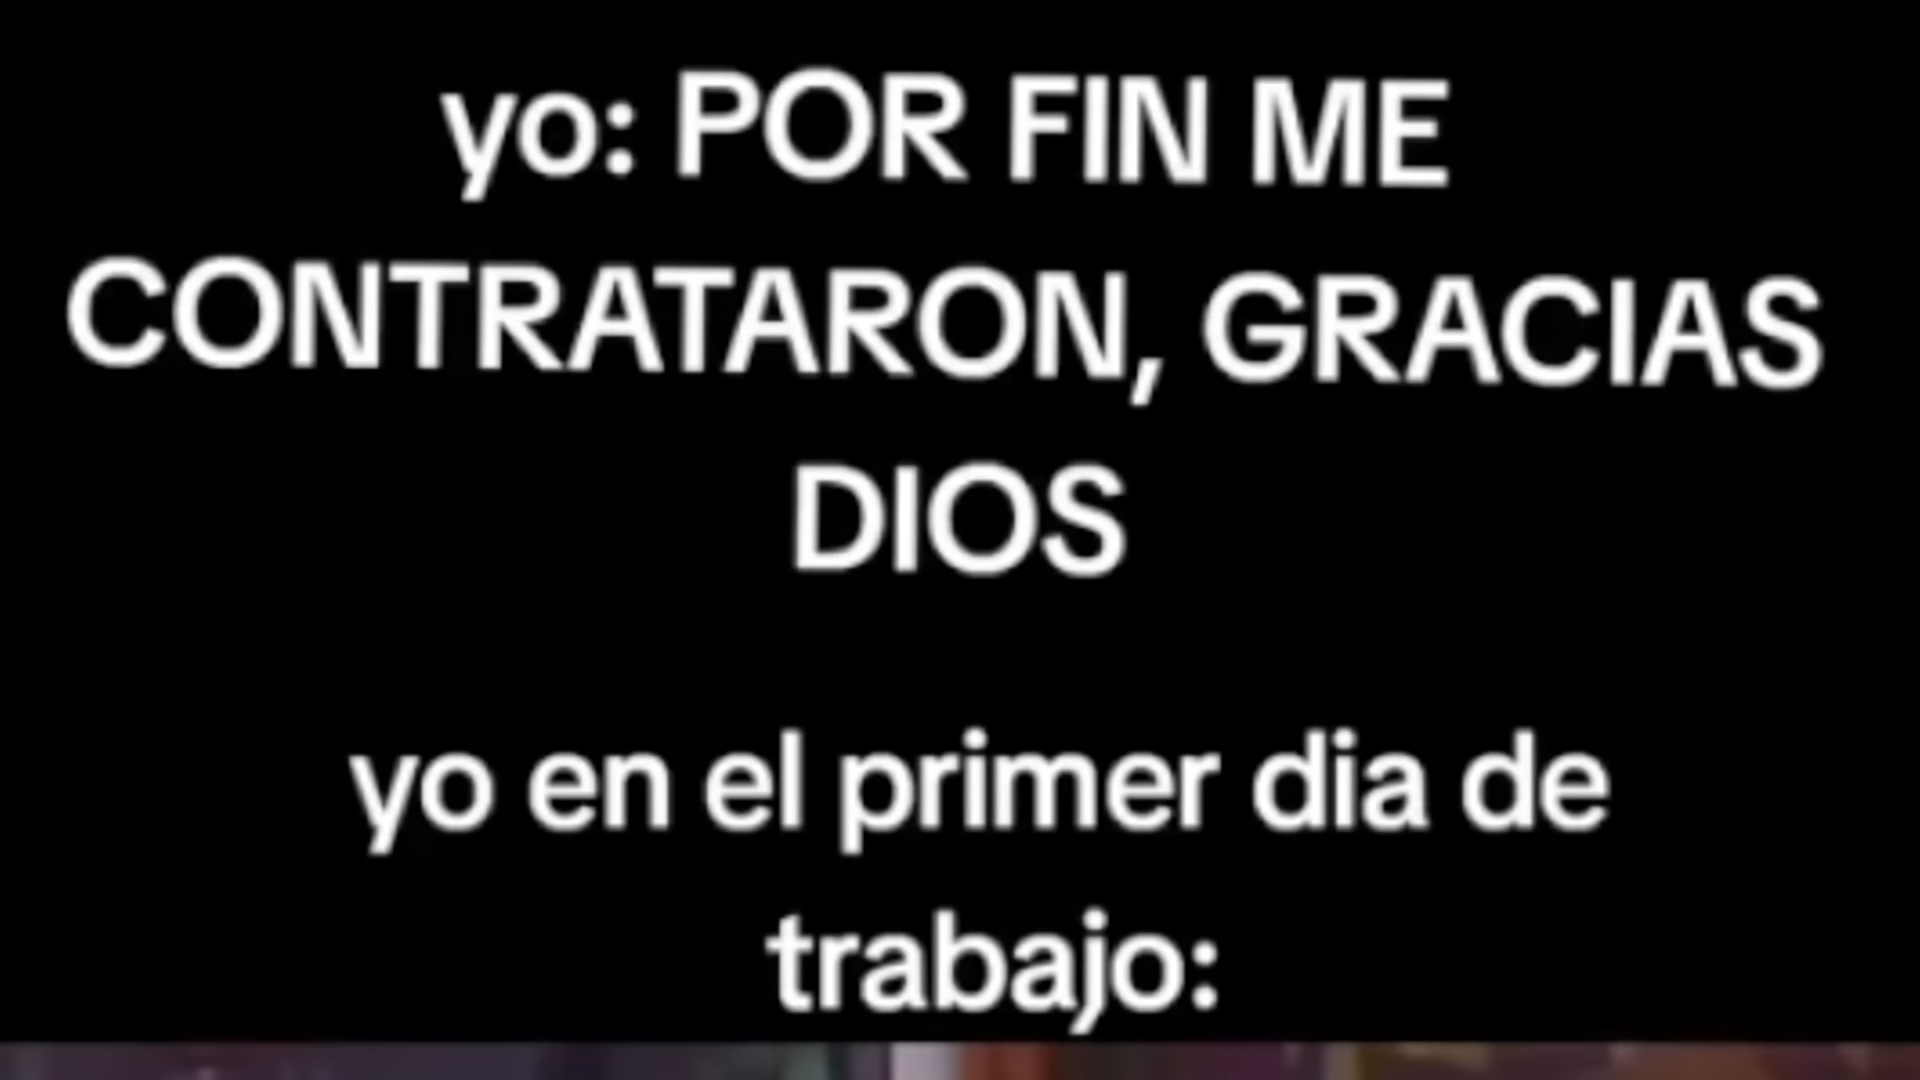 yo: POR FIN ME
CONTRATARON, GRACIAS
DIOS
yo en el primer dia de
trabajo: